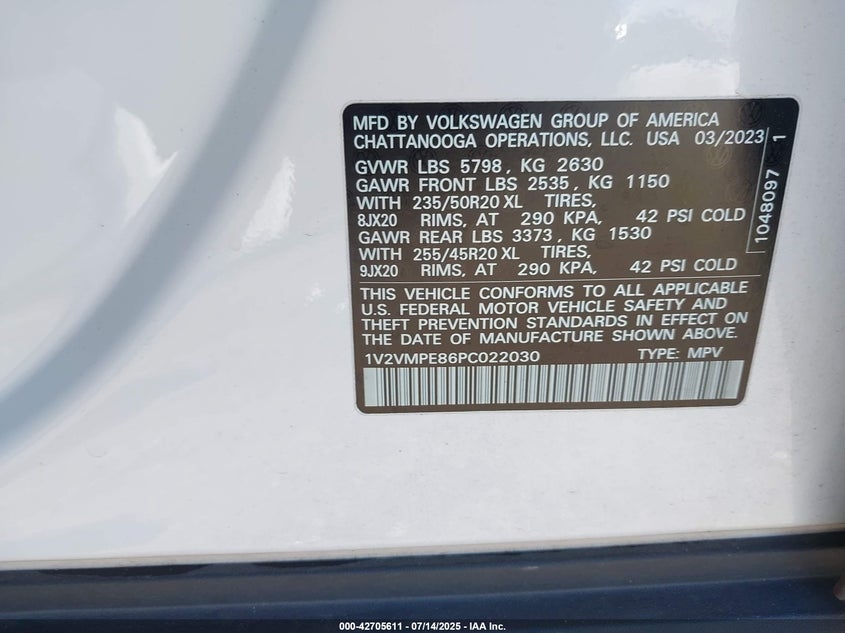 MFD BY VOLKSWAGEN GROUP OF AMERICA
CHATTANOOGA OPERATIONS, LLC. USA 03/2023
GVWR LBS 5798, KG 2630
GAWR FRONT LBS 2535, KG 1150
WITH 235/50R20 XL TIRES,
8JX20 RIMS, AT 290 KPA, 42 PSI COLD
GAWR REAR LBS 3373, KG 1530
WITH 255/45R20 XL TIRES,
9JX20 RIMS, AT 290 KPA, 42 PSI COLD
1048097 1
THIS VEHICLE CONFORMS TO ALL APPLICABLE
U.S. FEDERAL MOTOR VEHICLE SAFETY AND
THEFT PREVENTION STANDARDS IN EFFECT ON
THE DATE OF MANUFACTURE SHOWN ABOVE.
1V2VMPE86PC022030 TYPE: MPV
000-42705611 - 07/14/2025 - IAA Inc.